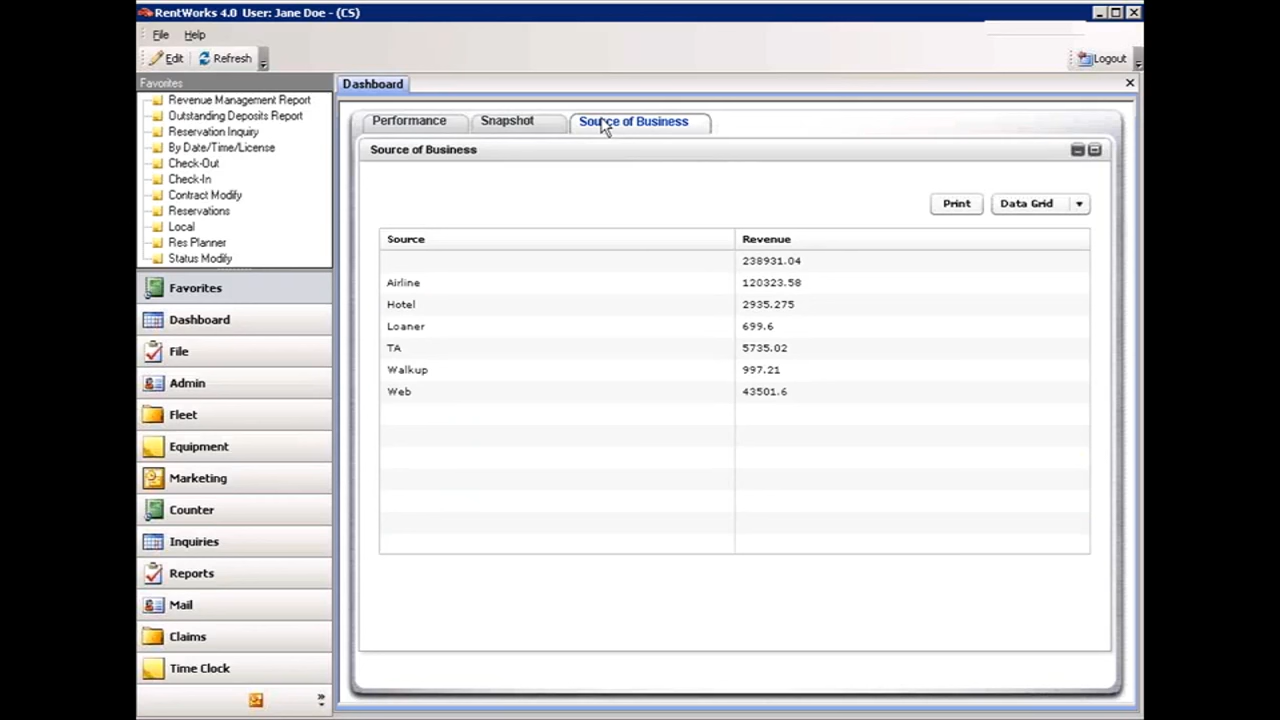 RentWorks 4.0 User: Jane Doe - (CS)
File Help
Edit Refresh Logout
Favorites
Revenue Management Report
Outstanding Deposits Report
Reservation Inquiry
By Date/Time/License
Check-Out
Check-In
Contract Modify
Reservations
Local
Res Planner
Status Modify
Favorites
Dashboard
File
Admin
Fleet
Equipment
Marketing
Counter
Inquiries
Reports
Mail
Claims
Time Clock
Dashboard
Performance Snapshot Source of Business
Source of Business
Print Data Grid
Source Revenue
238931.04
Airline 120323.58
Hotel 2935.275
Loaner 699.6
TA 5735.02
Walkup 997.21
Web 43501.6